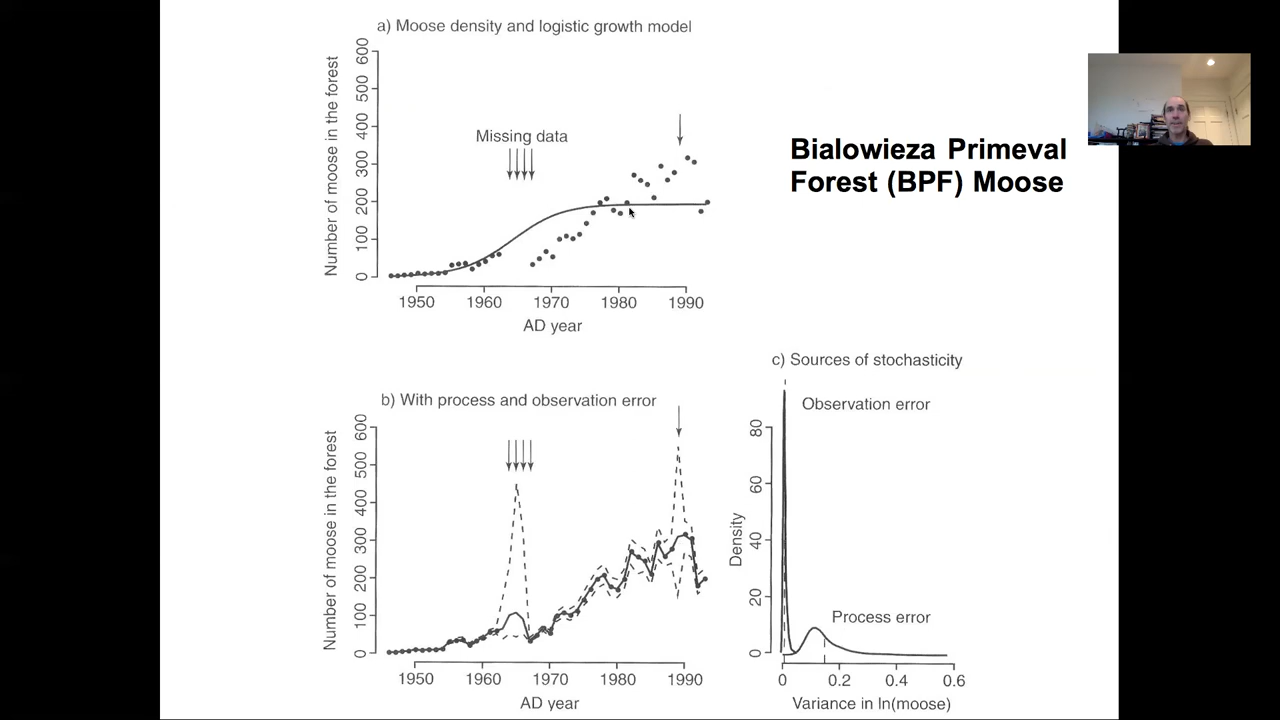 a) Moose density and logistic growth model
Number of moose in the forest
0 100 200 300 400 500 600
Missing data
1950 1960 1970 1980 1990
AD year
Bialowieza Primeval
Forest (BPF) Moose
b) With process and observation error
Number of moose in the forest
0 100 200 300 400 500 600
1950 1960 1970 1980 1990
AD year
c) Sources of stochasticity
Observation error
Process error
Density
0 20 40 60 80
0 0.2 0.4 0.6
Variance in ln(moose)